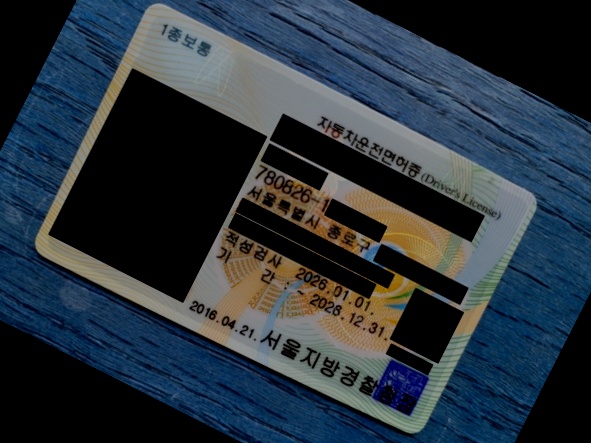 1종보통
자동차운전면허증 (Driver's License)
780826-1
서울특별시 종로구
적성검사 2026.01.01.
기 간 : ~ 2026.12.31.
2016.04.21. 서울지방경찰